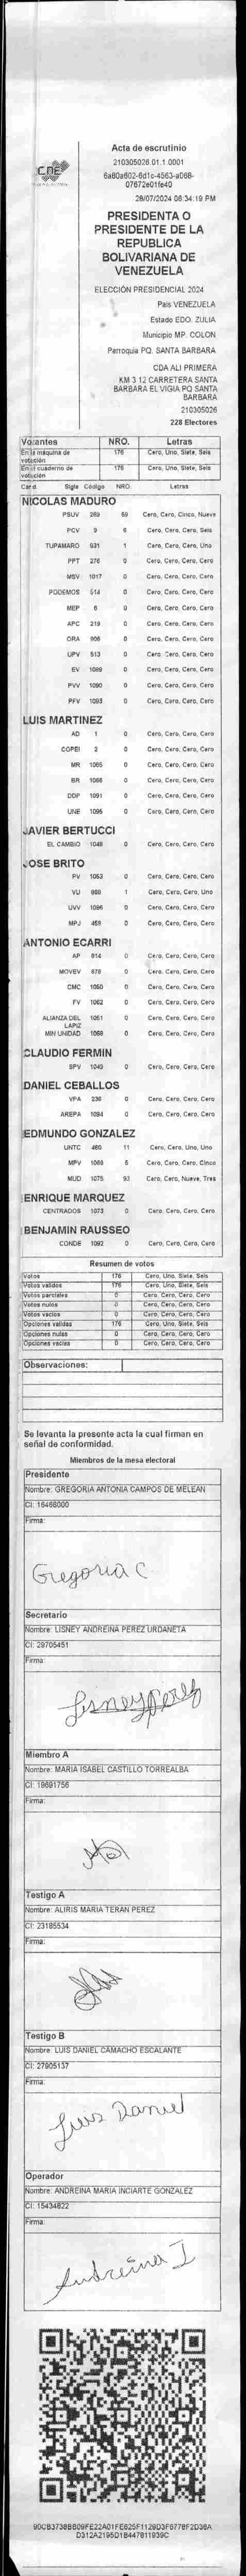 Acta de escrutinio
210305026.01.1.0001
07672e01fe40
28/07/2024 06:34:19 PM
CNE
PRESIDENTA O
PRESIDENTE DE LA
REPUBLICA
BOLIVARIANA DE
VENEZUELA
ELECCIÓN PRESIDENCIAL 2024
País VENEZUELA
Estado EDO. ZULIA
Municipio MP. COLON
Parroquia PQ. SANTA BARBARA
CDA ALI PRIMERA
KM 3 12 CARRETERA SANTA
BARBARA EL VIGIA PQ SANTA
BARBARA
210305026
228 Electores
Votantes NRO. Letras
En la máquina de votación 176 Cero, Uno, Siete, Seis
En el cuaderno de votación 176 Cero, Uno, Siete, Seis
Cand. Sigla Código NRO. Letras
NICOLAS MADURO
PSUV 269 59 Cero, Cero, Cinco, Nueve
PCV 9 6 Cero, Cero, Cero, Seis
TUPAMARO 931 1 Cero, Cero, Cero, Uno
PPT 276 0 Cero, Cero, Cero, Cero
MSV 1017 0 Cero, Cero, Cero, Cero
PODEMOS 514 0 Cero, Cero, Cero, Cero
MEP 6 0 Cero, Cero, Cero, Cero
APC 219 0 Cero, Cero, Cero, Cero
ORA 906 0 Cero, Cero, Cero, Cero
UPV 513 0 Cero, Cero, Cero, Cero
EV 1089 0 Cero, Cero, Cero, Cero
PVV 1090 0 Cero, Cero, Cero, Cero
PFV 1093 0 Cero, Cero, Cero, Cero
LUIS MARTINEZ
AD 1 0 Cero, Cero, Cero, Cero
COPEI 2 0 Cero, Cero, Cero, Cero
MR 1065 0 Cero, Cero, Cero, Cero
BR 1066 0 Cero, Cero, Cero, Cero
DDP 1091 0 Cero, Cero, Cero, Cero
UNE 1095 0 Cero, Cero, Cero, Cero
JAVIER BERTUCCI
EL CAMBIO 1048 0 Cero, Cero, Cero, Cero
JOSE BRITO
PV 1053 0 Cero, Cero, Cero, Cero
VU 988 1 Cero, Cero, Cero, Uno
UVV 1096 0 Cero, Cero, Cero, Cero
MPJ 459 0 Cero, Cero, Cero, Cero
ANTONIO ECARRI
AP 814 0 Cero, Cero, Cero, Cero
MOVEV 878 0 Cero, Cero, Cero, Cero
CMC 1050 0 Cero, Cero, Cero, Cero
FV 1062 0 Cero, Cero, Cero, Cero
ALIANZA DEL LAPIZ 1051 0 Cero, Cero, Cero, Cero
MIN UNIDAD 1058 0 Cero, Cero, Cero, Cero
CLAUDIO FERMIN
SPV 1049 0 Cero, Cero, Cero, Cero
DANIEL CEBALLOS
VPA 236 0 Cero, Cero, Cero, Cero
AREPA 1094 0 Cero, Cero, Cero, Cero
EDMUNDO GONZALEZ
UNTC 480 11 Cero, Cero, Uno, Uno
MPV 1069 5 Cero, Cero, Cero, Cinco
MUD 1075 93 Cero, Cero, Nueve, Tres
ENRIQUE MARQUEZ
CENTRADOS 1073 0 Cero, Cero, Cero, Cero
BENJAMIN RAUSSEO
CONDE 1092 0 Cero, Cero, Cero, Cero
Resumen de votos
Votos 176 Cero, Uno, Siete, Seis
Votos validos 176 Cero, Uno, Siete, Seis
Votos parciales 0 Cero, Cero, Cero, Cero
Votos nulos 0 Cero, Cero, Cero, Cero
Votos vacios 0 Cero, Cero, Cero, Cero
Opciones validas 176 Cero, Uno, Siete, Seis
Opciones nulas 0 Cero, Cero, Cero, Cero
Opciones vacias 0 Cero, Cero, Cero, Cero
Observaciones:
Se levanta la presente acta la cual firman en
señal de conformidad.
Miembros de la mesa electoral
Presidente
Nombre: GREGORIA ANTONIA CAMPOS DE MELEAN
CI: 16468000
Firma:
Gregoria C
Secretario
Nombre: LISNEY ANDREINA PEREZ URDANETA
CI: 29705451
Firma:
Lisney perez
Miembro A
Nombre: MARIA ISABEL CASTILLO TORREALBA
CI: 19691756
Firma:
Testigo A
Nombre: ALIRIS MARIA TERAN PEREZ
CI: 23185534
Firma:
Testigo B
Nombre: LUIS DANIEL CAMACHO ESCALANTE
CI: 27905137
Firma:
Luis Daniel
Operador
Nombre: ANDREINA MARIA INCIARTE GONZALEZ
CI: 15434822
Firma:
Andreina I
90CB3738BB09FE22A01FE625F1129D3F6776F2D38A
D312A2195D1B447811939C